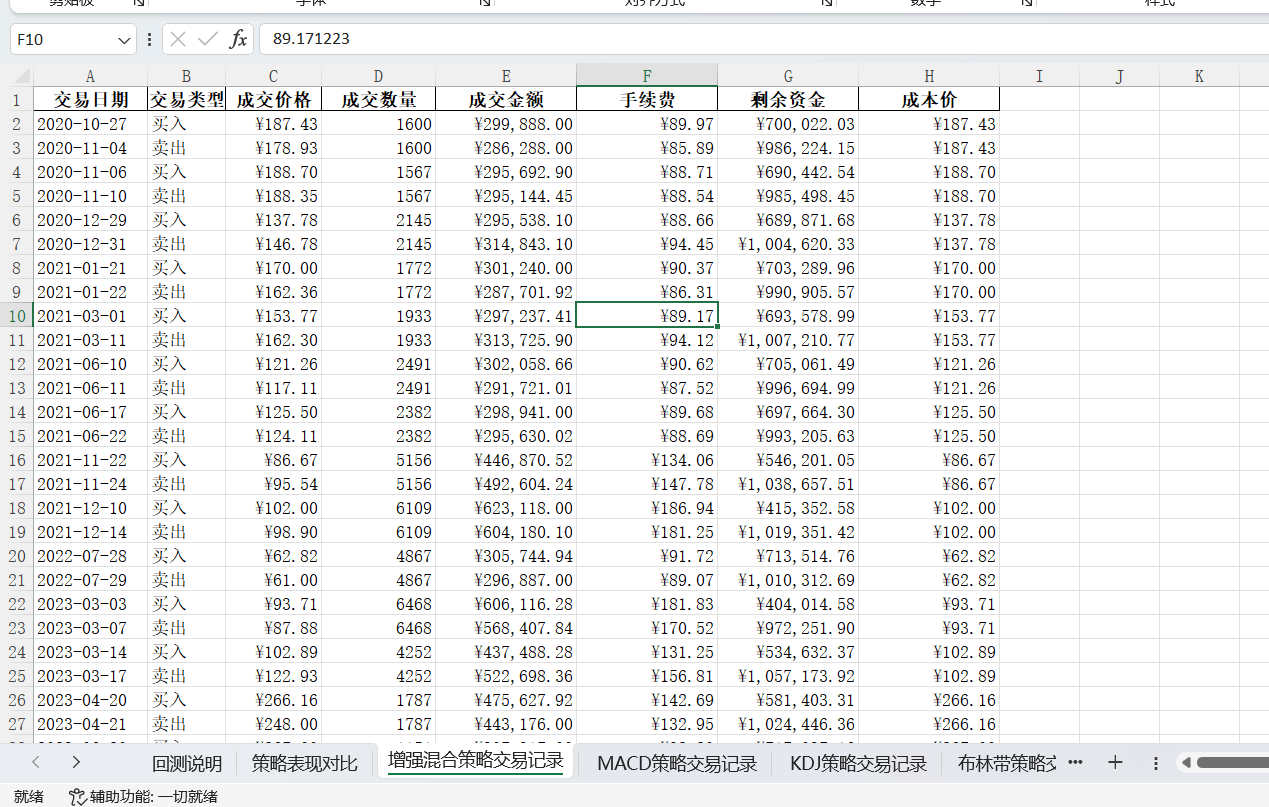 剪贴板 字体 对齐方式 数字 样式
F10 fx 89.171223
A B C D E F G H I J K
1 交易日期 交易类型 成交价格 成交数量 成交金额 手续费 剩余资金 成本价
2 2020-10-27 买入 ¥187.43 1600 ¥299,888.00 ¥89.97 ¥700,022.03 ¥187.43
3 2020-11-04 卖出 ¥178.93 1600 ¥286,288.00 ¥85.89 ¥986,224.15 ¥187.43
4 2020-11-06 买入 ¥188.70 1567 ¥295,692.90 ¥88.71 ¥690,442.54 ¥188.70
5 2020-11-10 卖出 ¥188.35 1567 ¥295,144.45 ¥88.54 ¥985,498.45 ¥188.70
6 2020-12-29 买入 ¥137.78 2145 ¥295,538.10 ¥88.66 ¥689,871.68 ¥137.78
7 2020-12-31 卖出 ¥146.78 2145 ¥314,843.10 ¥94.45 ¥1,004,620.33 ¥137.78
8 2021-01-21 买入 ¥170.00 1772 ¥301,240.00 ¥90.37 ¥703,289.96 ¥170.00
9 2021-01-22 卖出 ¥162.36 1772 ¥287,701.92 ¥86.31 ¥990,905.57 ¥170.00
10 2021-03-01 买入 ¥153.77 1933 ¥297,237.41 ¥89.17 ¥693,578.99 ¥153.77
11 2021-03-11 卖出 ¥162.30 1933 ¥313,725.90 ¥94.12 ¥1,007,210.77 ¥153.77
12 2021-06-10 买入 ¥121.26 2491 ¥302,058.66 ¥90.62 ¥705,061.49 ¥121.26
13 2021-06-11 卖出 ¥117.11 2491 ¥291,721.01 ¥87.52 ¥996,694.99 ¥121.26
14 2021-06-17 买入 ¥125.50 2382 ¥298,941.00 ¥89.68 ¥697,664.30 ¥125.50
15 2021-06-22 卖出 ¥124.11 2382 ¥295,630.02 ¥88.69 ¥993,205.63 ¥125.50
16 2021-11-22 买入 ¥86.67 5156 ¥446,870.52 ¥134.06 ¥546,201.05 ¥86.67
17 2021-11-24 卖出 ¥95.54 5156 ¥492,604.24 ¥147.78 ¥1,038,657.51 ¥86.67
18 2021-12-10 买入 ¥102.00 6109 ¥623,118.00 ¥186.94 ¥415,352.58 ¥102.00
19 2021-12-14 卖出 ¥98.90 6109 ¥604,180.10 ¥181.25 ¥1,019,351.42 ¥102.00
20 2022-07-28 买入 ¥62.82 4867 ¥305,744.94 ¥91.72 ¥713,514.76 ¥62.82
21 2022-07-29 卖出 ¥61.00 4867 ¥296,887.00 ¥89.07 ¥1,010,312.69 ¥62.82
22 2023-03-03 买入 ¥93.71 6468 ¥606,116.28 ¥181.83 ¥404,014.58 ¥93.71
23 2023-03-07 卖出 ¥87.88 6468 ¥568,407.84 ¥170.52 ¥972,251.90 ¥93.71
24 2023-03-14 买入 ¥102.89 4252 ¥437,488.28 ¥131.25 ¥534,632.37 ¥102.89
25 2023-03-17 卖出 ¥122.93 4252 ¥522,698.36 ¥156.81 ¥1,057,173.92 ¥102.89
26 2023-04-20 买入 ¥266.16 1787 ¥475,627.92 ¥142.69 ¥581,403.31 ¥266.16
27 2023-04-21 卖出 ¥248.00 1787 ¥443,176.00 ¥132.95 ¥1,024,446.36 ¥266.16
回测说明 策略表现对比 增强混合策略交易记录 MACD策略交易记录 KDJ策略交易记录 布林带策略交
就绪 辅助功能: 一切就绪